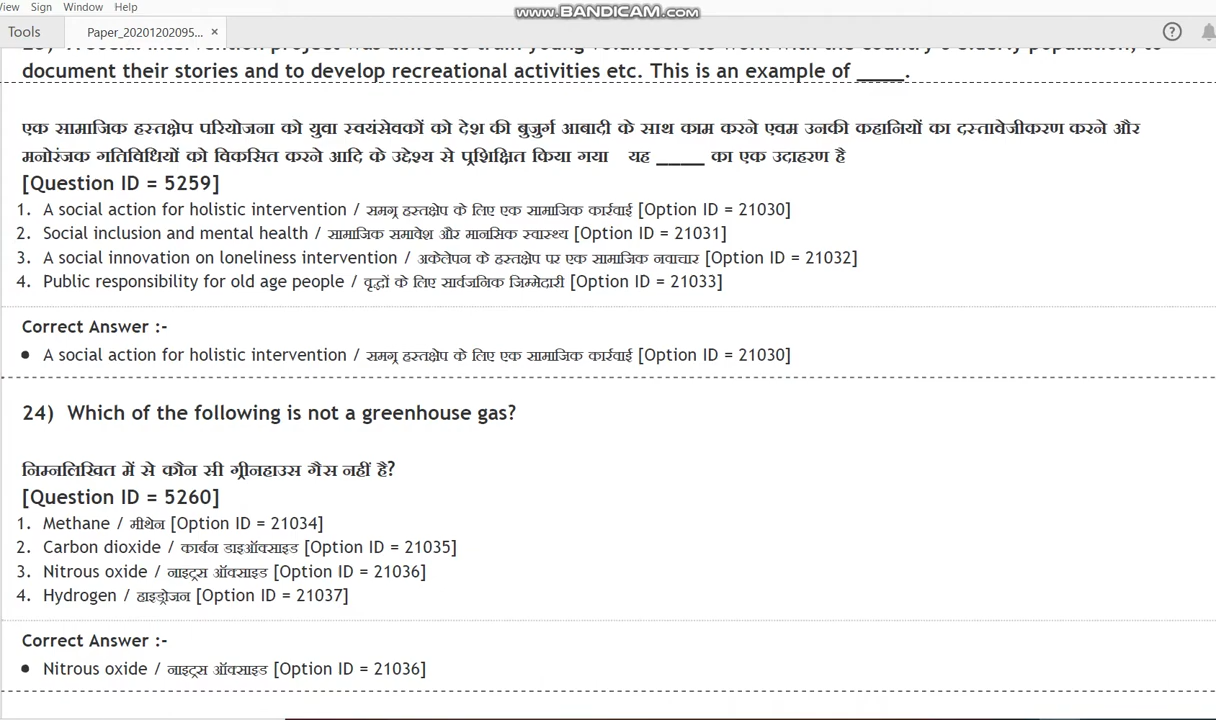 View Sign Window Help
www.BANDICAM.com
Tools Paper_20201202095... × ?
document their stories and to develop recreational activities etc. This is an example of ____.
एक सामाजिक हस्तक्षेप परियोजना को युवा स्वयंसेवकों को देश की बुजुर्ग आबादी के साथ काम करने एवम उनकी कहानियों का दस्तावेजीकरण करने और
मनोरंजक गतिविधियों को विकसित करने आदि के उद्देश्य से प्रशिक्षित किया गया यह ____ का एक उदाहरण है
[Question ID = 5259]
1. A social action for holistic intervention / समग्र हस्तक्षेप के लिए एक सामाजिक कार्रवाई [Option ID = 21030]
2. Social inclusion and mental health / सामाजिक समावेश और मानसिक स्वास्थ्य [Option ID = 21031]
3. A social innovation on loneliness intervention / अकेलेपन के हस्तक्षेप पर एक सामाजिक नवाचार [Option ID = 21032]
4. Public responsibility for old age people / वृद्धों के लिए सार्वजनिक जिम्मेदारी [Option ID = 21033]
Correct Answer :-
• A social action for holistic intervention / समग्र हस्तक्षेप के लिए एक सामाजिक कार्रवाई [Option ID = 21030]
24) Which of the following is not a greenhouse gas?
निम्नलिखित में से कौन सी ग्रीनहाउस गैस नहीं है?
[Question ID = 5260]
1. Methane / मीथेन [Option ID = 21034]
2. Carbon dioxide / कार्बन डाइऑक्साइड [Option ID = 21035]
3. Nitrous oxide / नाइट्रस ऑक्साइड [Option ID = 21036]
4. Hydrogen / हाइड्रोजन [Option ID = 21037]
Correct Answer :-
• Nitrous oxide / नाइट्रस ऑक्साइड [Option ID = 21036]